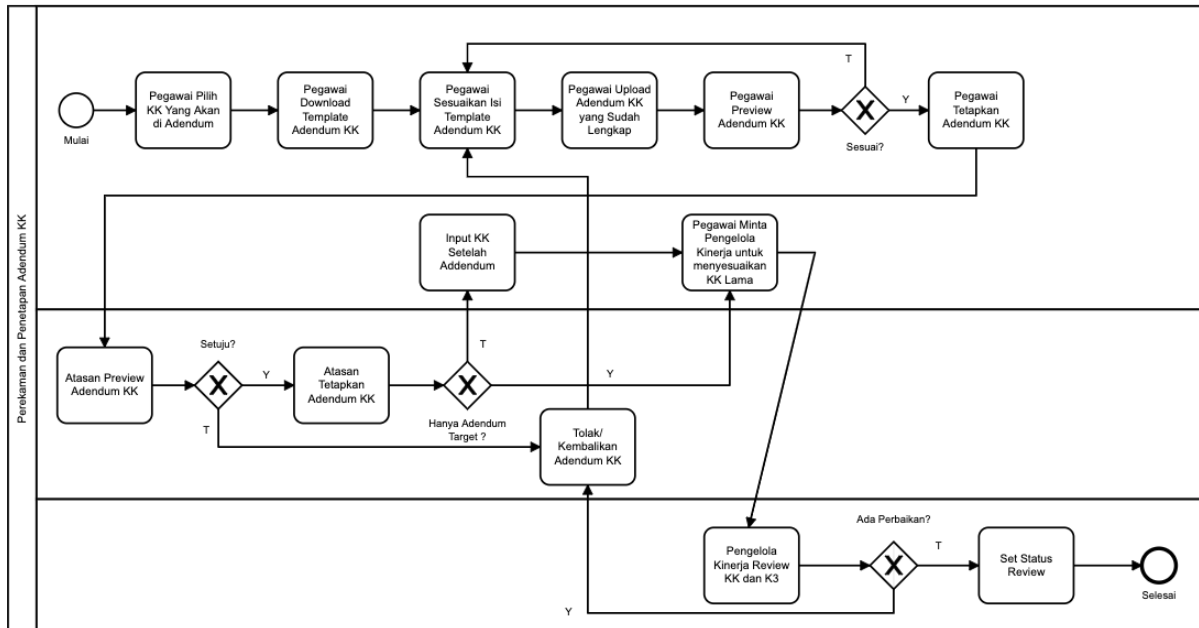 Perekaman dan Penetapan Adendum KK
Mulai
Pegawai Pilih
KK Yang Akan
di Adendum
Pegawai
Download
Template
Adendum KK
Pegawai
Sesuaikan Isi
Template
Adendum KK
Pegawai Upload
Adendum KK
yang Sudah
Lengkap
Pegawai
Preview
Adendum KK
T
Y
Sesuai?
Pegawai
Tetapkan
Adendum KK
Input KK
Setelah
Addendum
Pegawai Minta
Pengelola
Kinerja untuk
menyesuaikan
KK Lama
Atasan Preview
Adendum KK
Setuju?
Y
T
Atasan
Tetapkan
Adendum KK
T
Y
Hanya Adendum
Target ?
Tolak/
Kembalikan
Adendum KK
Pengelola
Kinerja Review
KK dan K3
Ada Perbaikan?
T
Y
Set Status
Review
Selesai